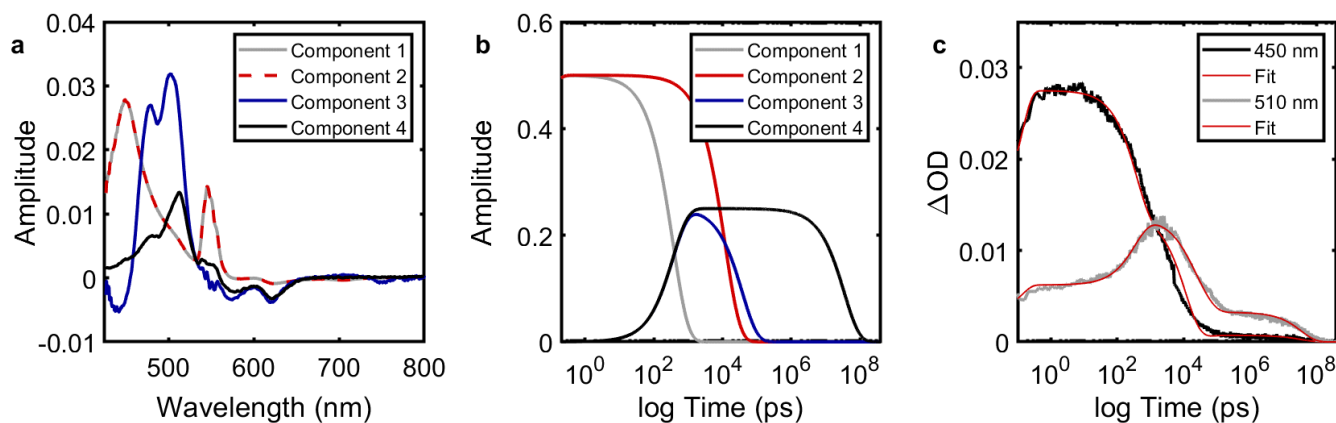 a
0.04
0.03
0.02
0.01
0
-0.01
Amplitude
Component 1
Component 2
Component 3
Component 4
500
600
700
800
Wavelength (nm)
b
0.6
0.4
0.2
0
Amplitude
Component 1
Component 2
Component 3
Component 4
10^0
10^2
10^4
10^6
10^8
log Time (ps)
c
0.03
0.02
0.01
0
ΔOD
450 nm
Fit
510 nm
Fit
10^0
10^2
10^4
10^6
10^8
log Time (ps)